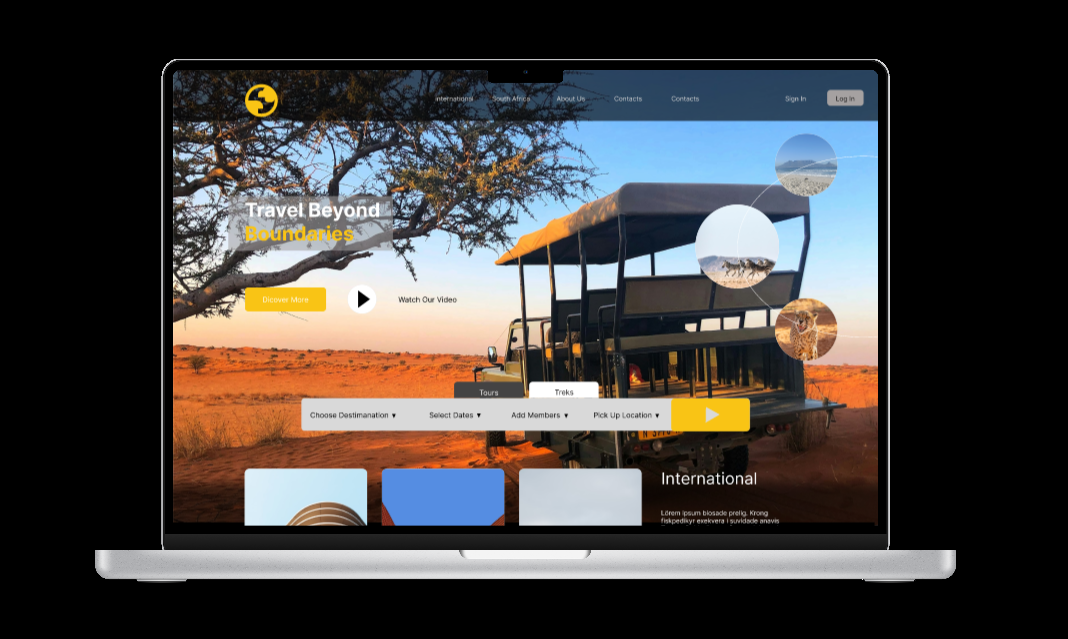 International
South Africa
About Us
Contacts
Contacts
Sign In
Log In
Travel Beyond
Boundaries
Dicover More
Watch Our Video
Tours
Treks
Choose Destimanation ▼
Select Dates ▼
Add Members ▼
Pick Up Location ▼
International
Lörem ipsum blosade prelig. Krong
fiskpedikyr exekvera i suvidade anavis